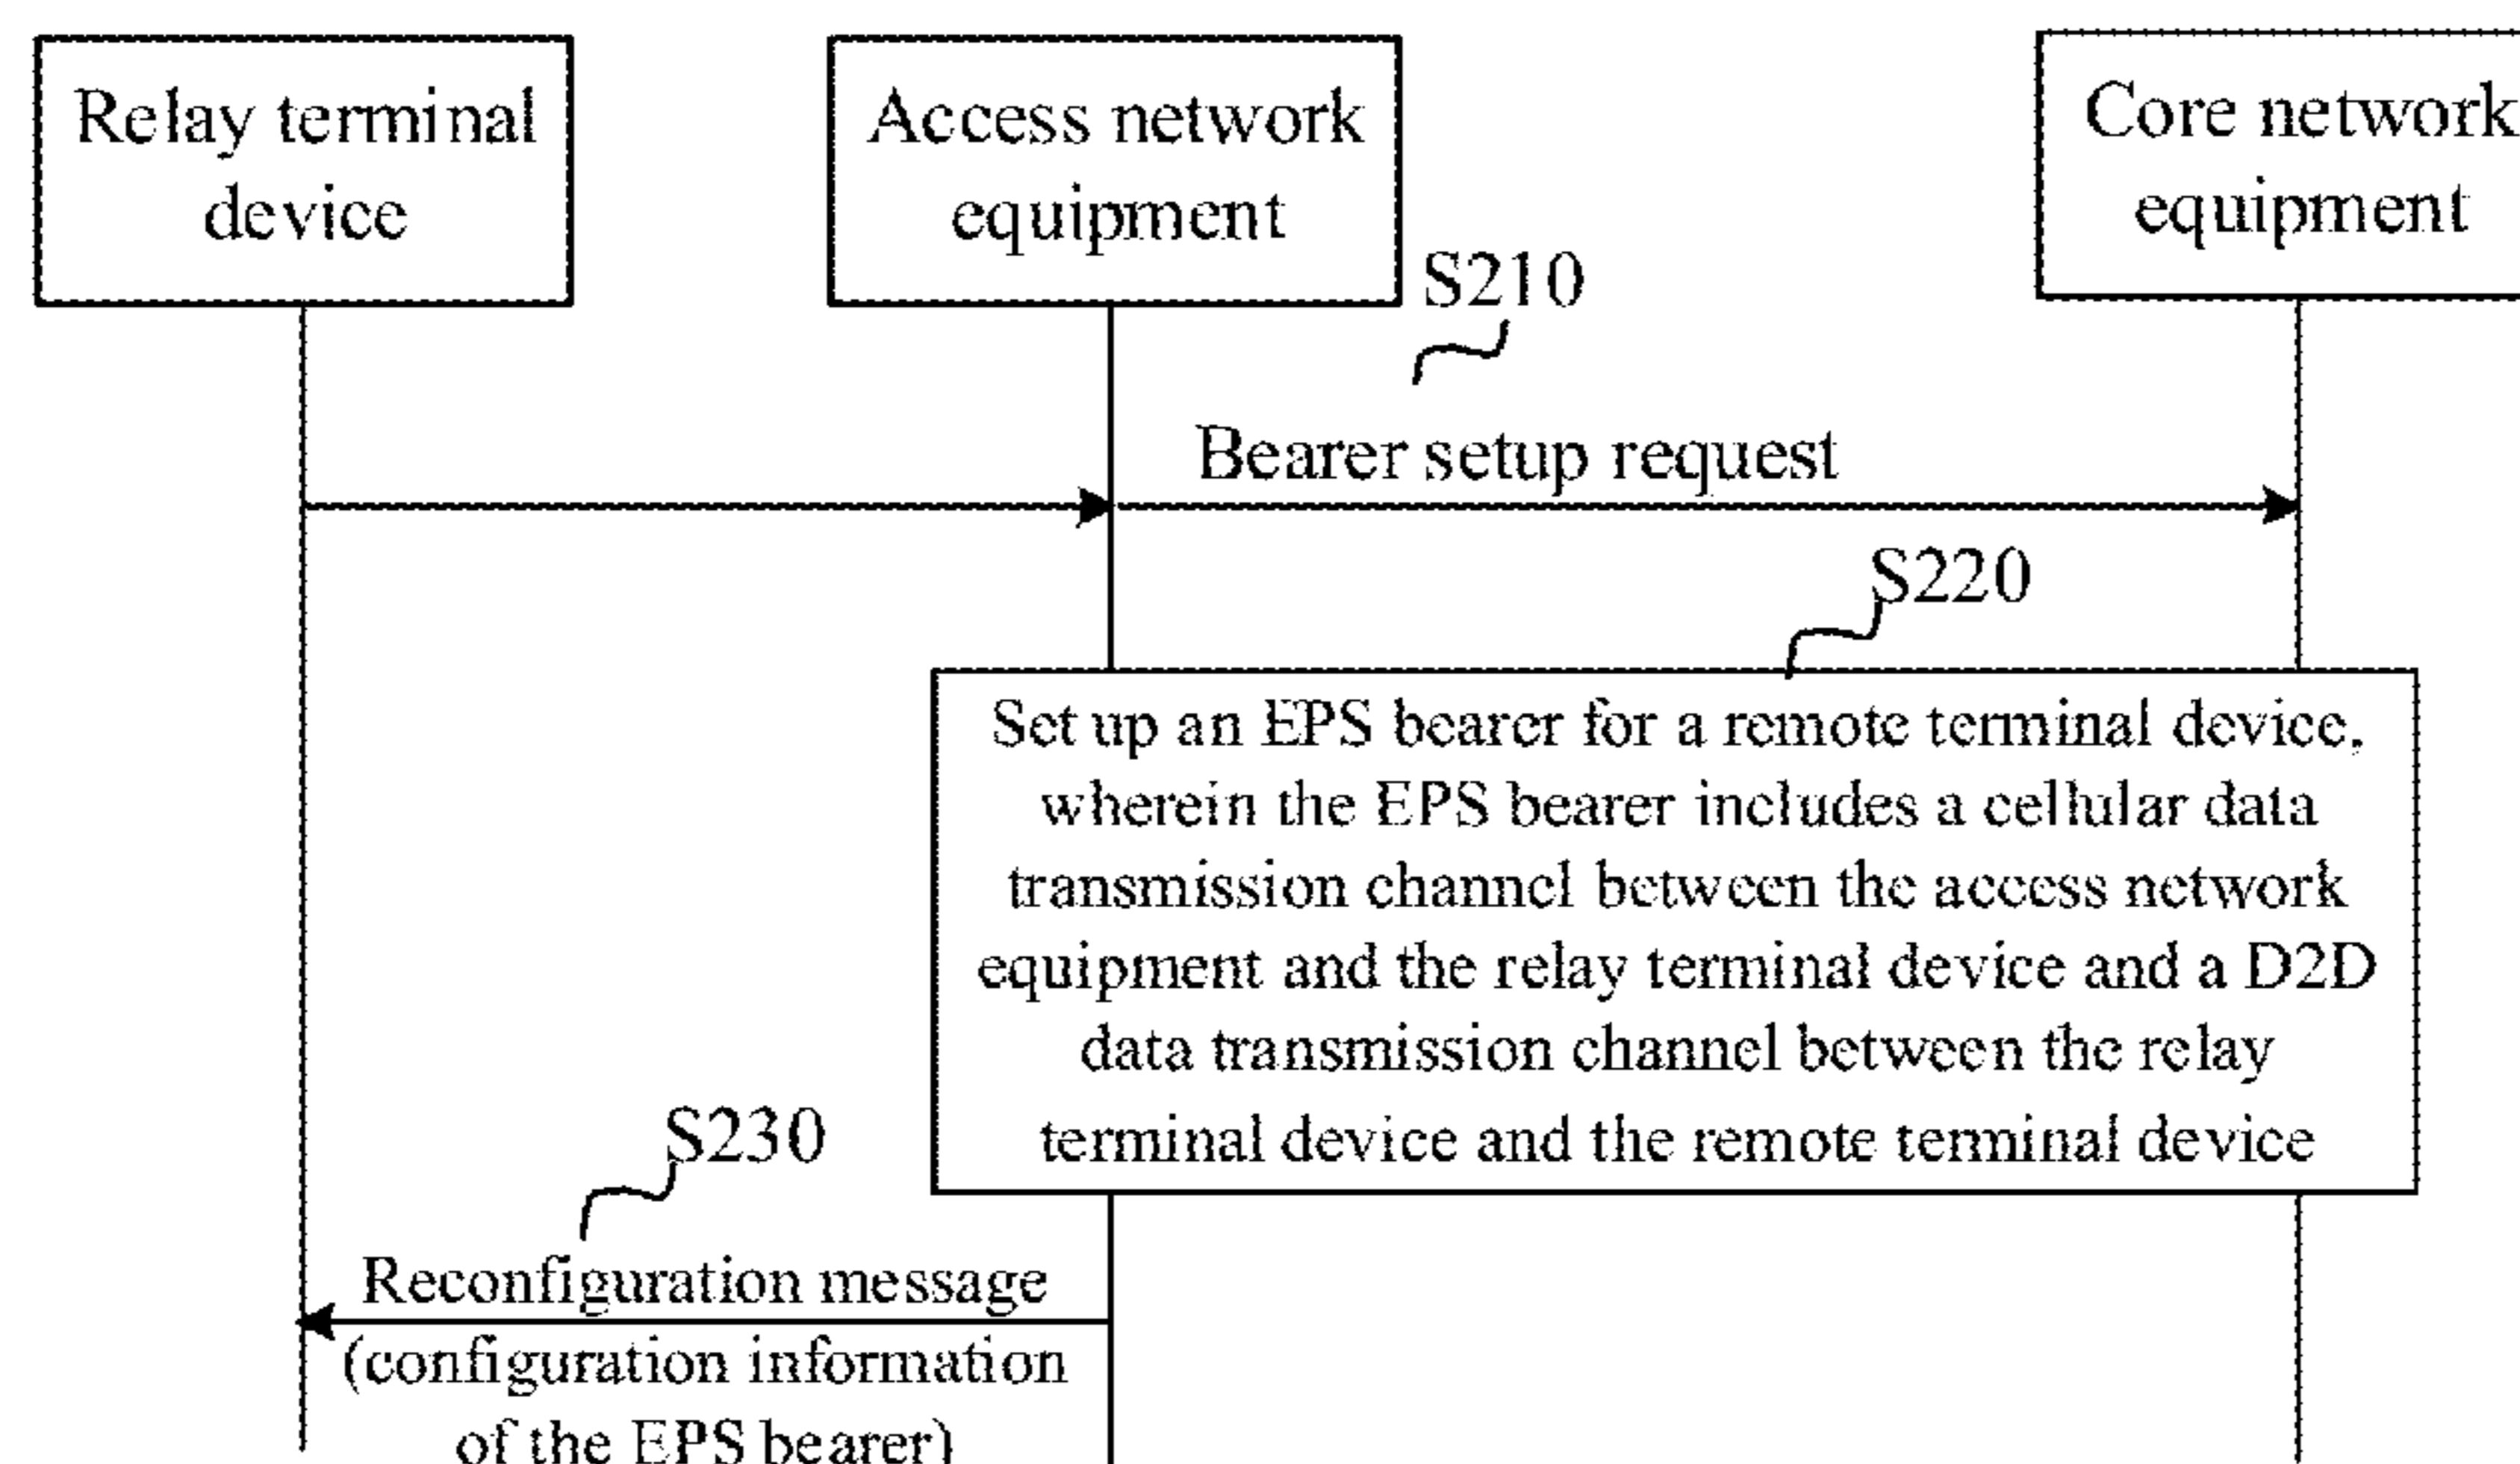 Relay terminal
device
Access network
equipment
Core network
equipment
S210
Bearer setup request
S220
Set up an EPS bearer for a remote terminal device,
wherein the EPS bearer includes a cellular data
transmission channel between the access network
equipment and the relay terminal device and a D2D
data transmission channel between the relay
terminal device and the remote terminal device
S230
Reconfiguration message
(configuration information
of the EPS bearer)